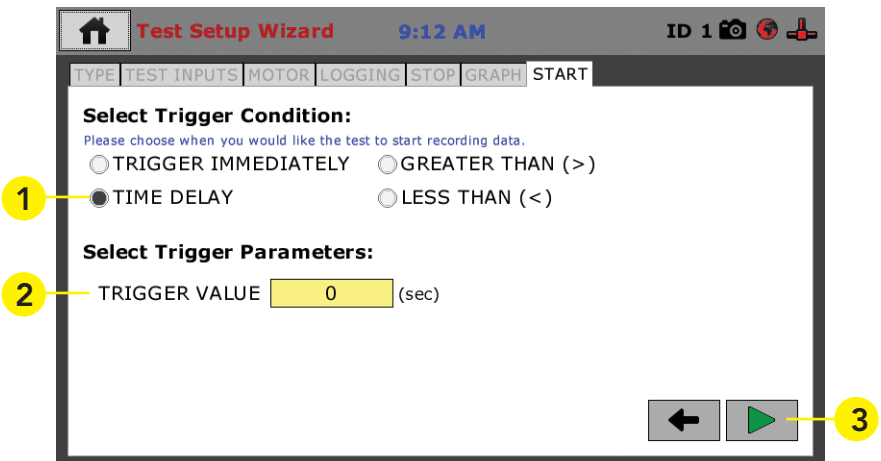 Test Setup Wizard 9:12 AM ID 1
TYPE TEST INPUTS MOTOR LOGGING STOP GRAPH START
Select Trigger Condition:
Please choose when you would like the test to start recording data.
TRIGGER IMMEDIATELY GREATER THAN (>)
1 TIME DELAY LESS THAN (<)
Select Trigger Parameters:
2 TRIGGER VALUE 0 (sec)
3